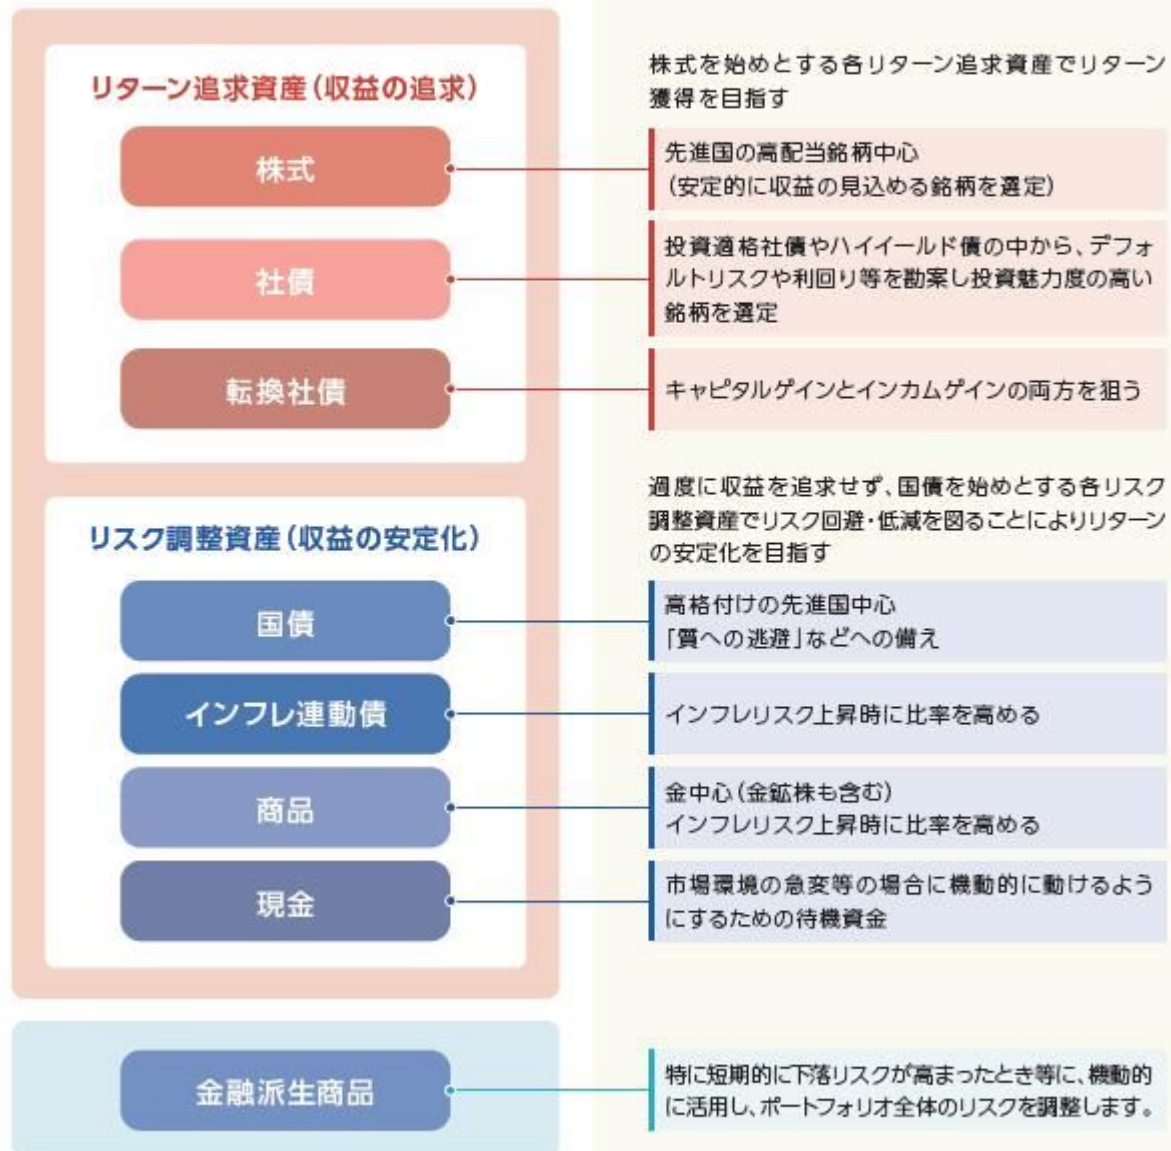 リターン追求資産(収益の追求)
株式を始めとする各リターン追求資産でリターン
獲得を目指す
株式
先進国の高配当銘柄中心
(安定的に収益の見込める銘柄を選定)
社債
投資適格社債やハイイールド債の中から、デフォ
ルトリスクや利回り等を勘案し投資魅力度の高い
銘柄を選定
転換社債
キャピタルゲインとインカムゲインの両方を狙う
リスク調整資産(収益の安定化)
過度に収益を追求せず、国債を始めとする各リスク
調整資産でリスク回避・低減を図ることによりリターン
の安定化を目指す
国債
高格付けの先進国中心
「質への逃避」などへの備え
インフレ連動債
インフレリスク上昇時に比率を高める
商品
金中心(金鉱株も含む)
インフレリスク上昇時に比率を高める
現金
市場環境の急変等の場合に機動的に動けるよう
にするための待機資金
金融派生商品
特に短期的に下落リスクが高まったとき等に、機動的
に活用し、ポートフォリオ全体のリスクを調整します。